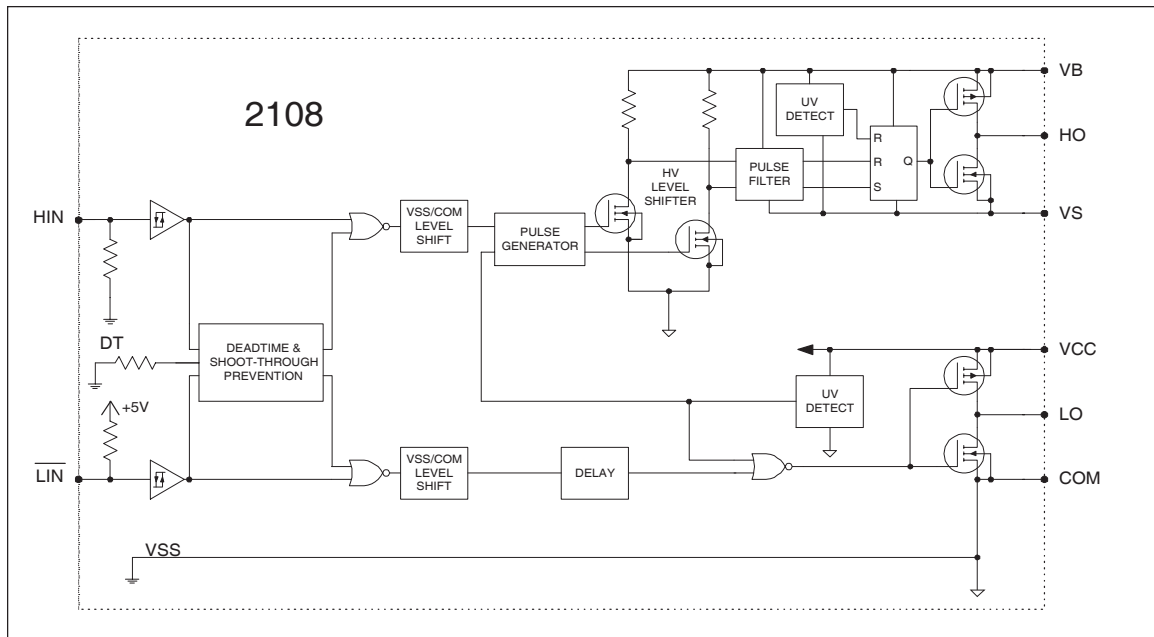 2108
VB
UV
DETECT
HO
R
R
Q
S
PULSE
FILTER
HV
LEVEL
SHIFTER
VS
HIN
VSS/COM
LEVEL
SHIFT
PULSE
GENERATOR
DT
DEADTIME &
SHOOT-THROUGH
PREVENTION
VCC
UV
DETECT
+5V
LO
LIN
VSS/COM
LEVEL
SHIFT
DELAY
COM
VSS